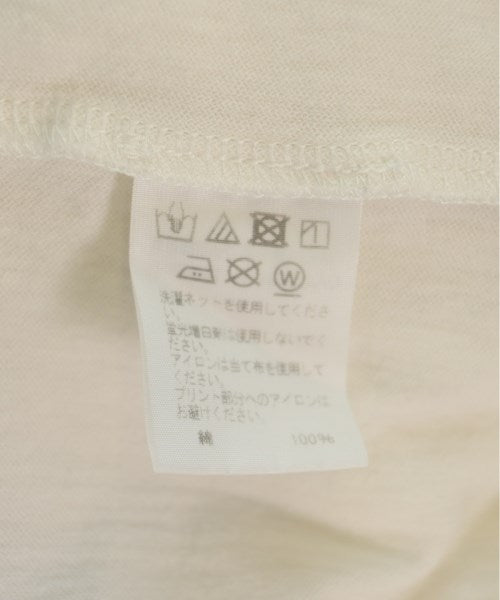 W
洗濯ネットを使用してくださ
い。
蛍光増白剤は使用しないでく
ださい。
アイロンは当て布を使用して
ください。
プリント部分へのアイロンは
お避けください。
綿 100%